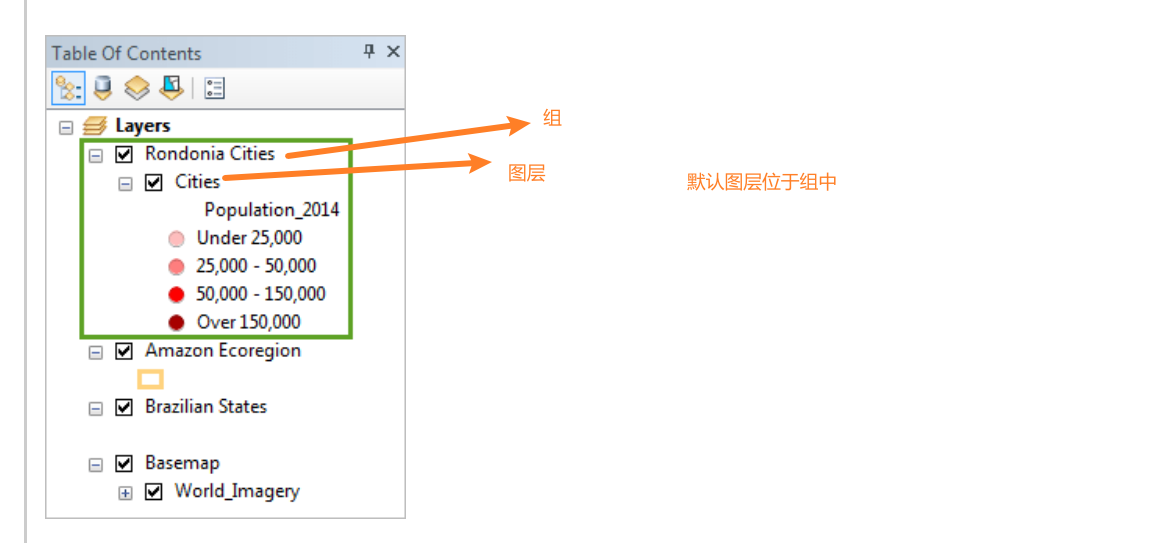 Table Of Contents
Layers
组
Rondonia Cities
图层
Cities
默认图层位于组中
Population_2014
Under 25,000
25,000 - 50,000
50,000 - 150,000
Over 150,000
Amazon Ecoregion
Brazilian States
Basemap
World_Imagery